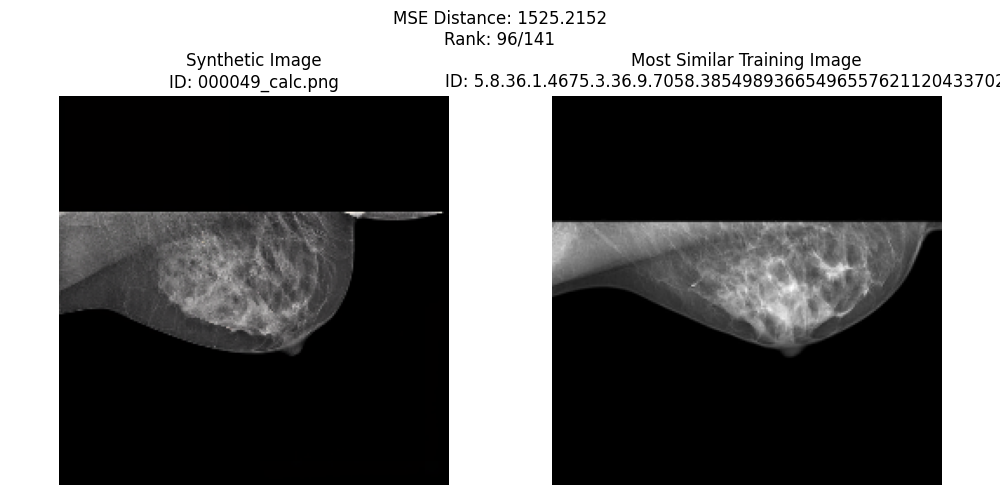 MSE Distance: 1525.2152
Rank: 96/141
Synthetic Image
ID: 000049_calc.png
Most Similar Training Image
ID: 5.8.36.1.4675.3.36.9.7058.38549893665496557621120433702